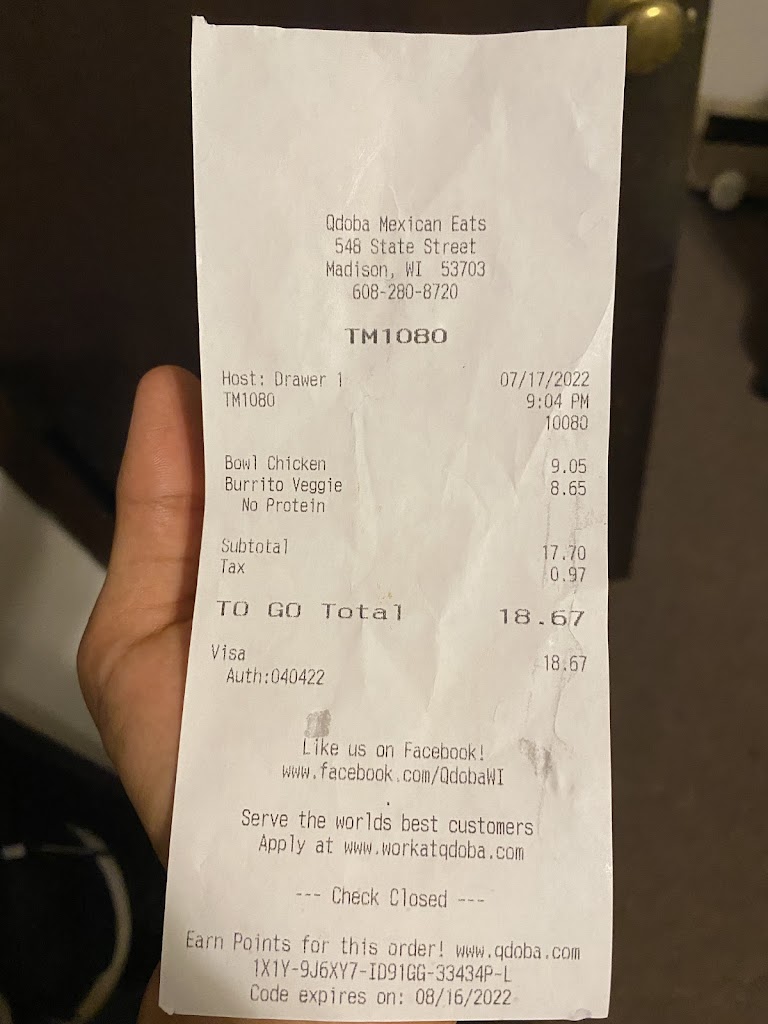 Qdoba Mexican Eats
548 State Street
Madison, WI 53703
608-280-8720
TM1080
Host: Drawer 1 07/17/2022
TM1080 9:04 PM
10080
Bowl Chicken 9.05
Burrito Veggie 8.65
No Protein
Subtotal 17.70
Tax 0.97
TO GO Total 18.67
Visa 18.67
Auth:040422
Like us on Facebook!
www.facebook.com/QdobaWI
.
Serve the worlds best customers
Apply at www.workatqdoba.com
--- Check Closed ---
Earn Points for this order! www.qdoba.com
1X1Y-9J6XY7-ID91GG-33434P-L
Code expires on: 08/16/2022